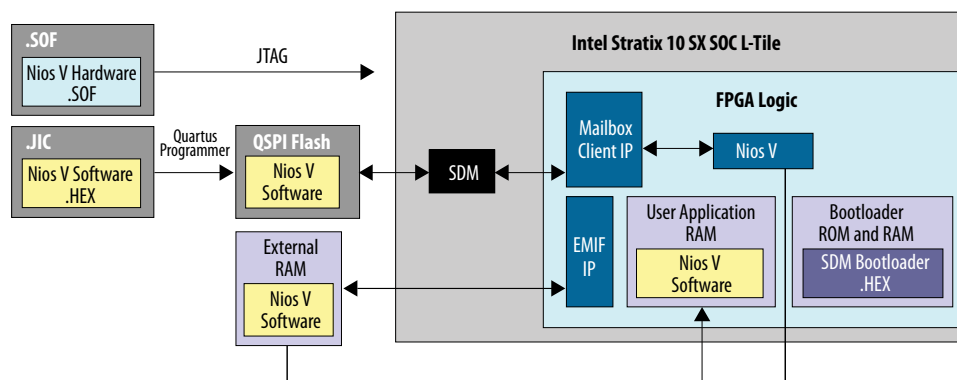 .SOF
Nios V Hardware
.SOF
JTAG
.JIC
Nios V Software
.HEX
Quartus
Programmer
QSPI Flash
Nios V
Software
External
RAM
Nios V
Software
SDM
Intel Stratix 10 SX SOC L-Tile
FPGA Logic
Mailbox
Client IP
Nios V
EMIF
IP
User Application
RAM
Nios V
Software
Bootloader
ROM and RAM
SDM Bootloader
.HEX